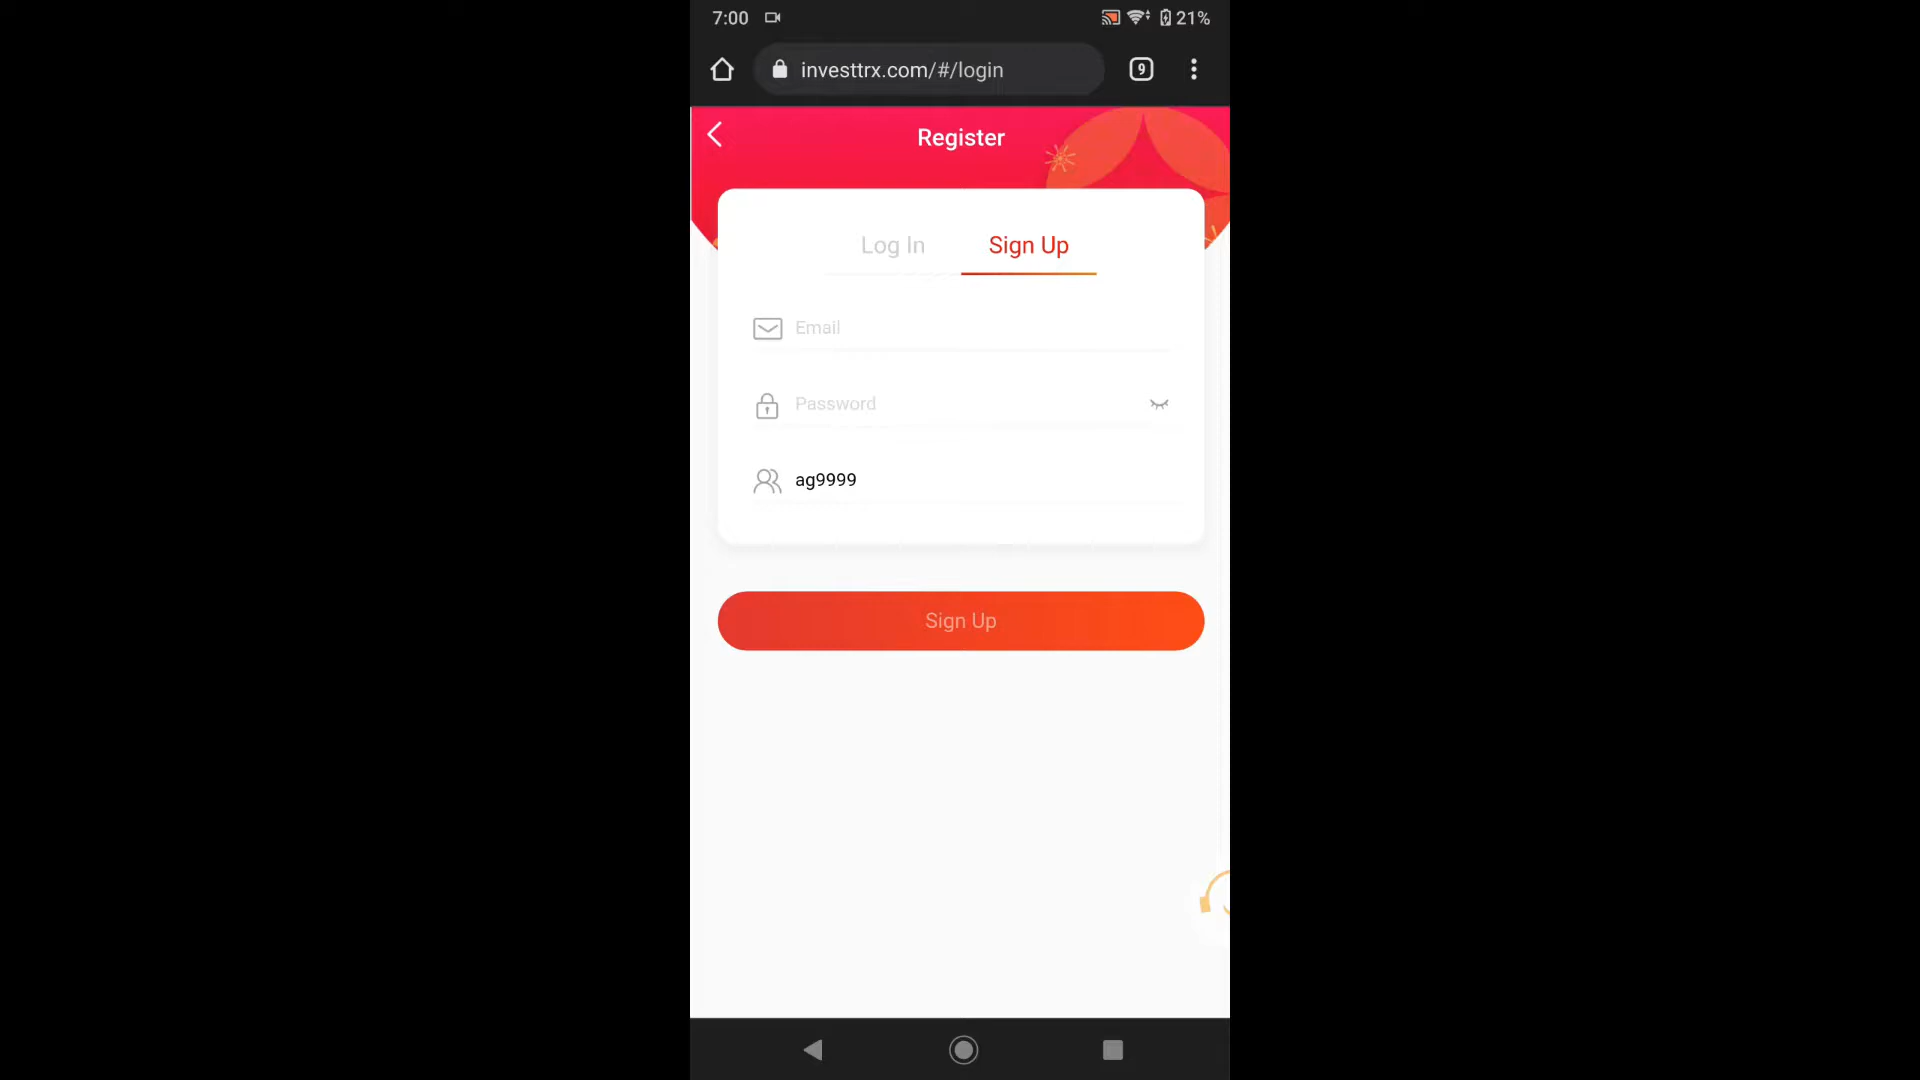 7:00
21%
investtrx.com/#/login
9
Register
Log In
Sign Up
Email
Password
ag9999
Sign Up